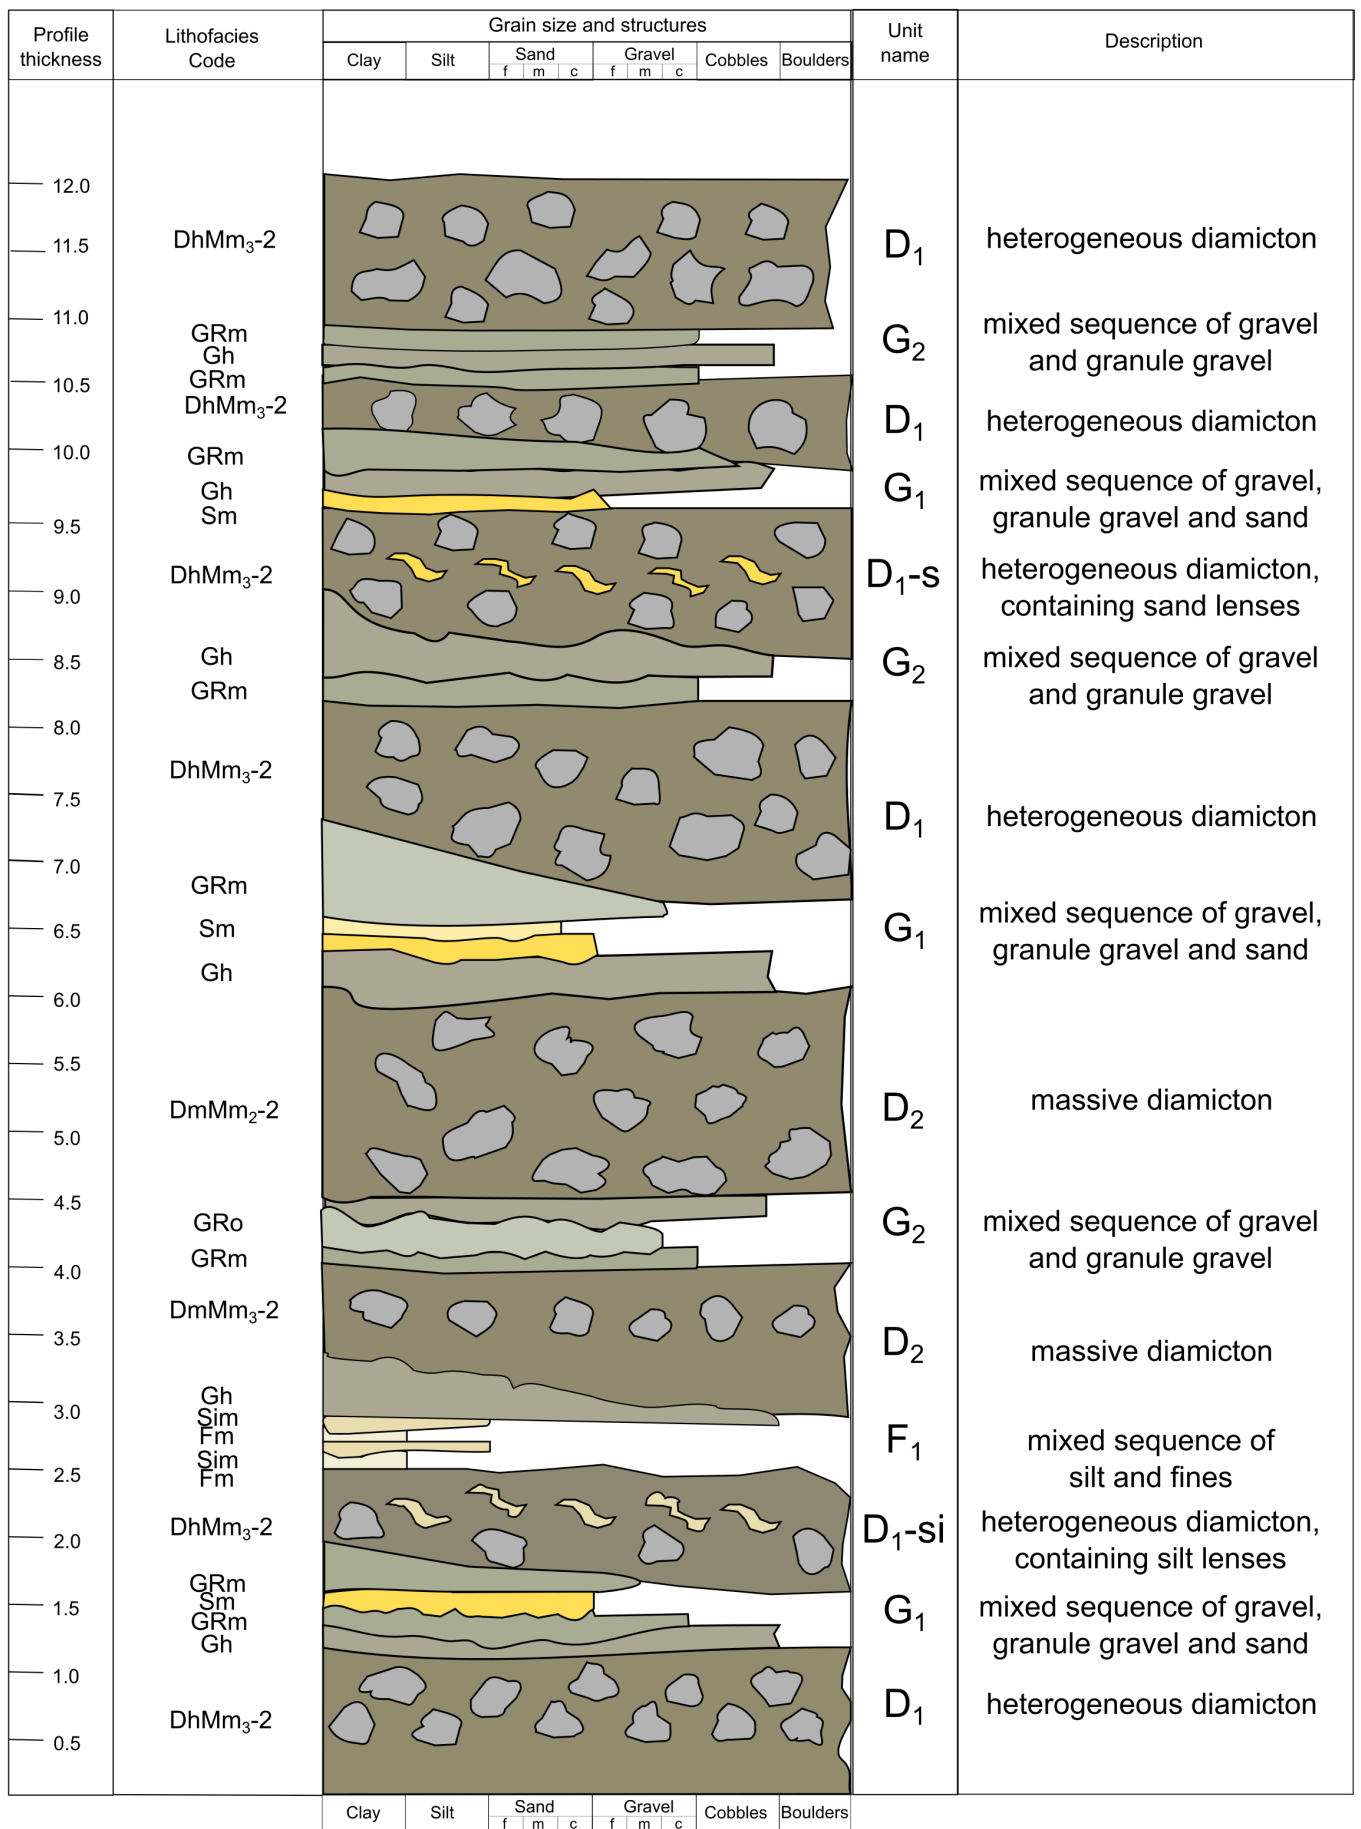 Profile thickness
Lithofacies Code
Grain size and structures
Clay Silt Sand Gravel Cobbles Boulders
f m c f m c
Unit name
Description
12.0
DhMm₃-2 D₁ heterogeneous diamicton
11.5
11.0
GRm
Gh
GRm
G₂
mixed sequence of gravel
and granule gravel
10.5
DhMm₃-2 D₁ heterogeneous diamicton
10.0
GRm
Gh
Sm
G₁
mixed sequence of gravel,
granule gravel and sand
9.5
DhMm₃-2
D₁-s
heterogeneous diamicton,
containing sand lenses
9.0
8.5
Gh
GRm
G₂
mixed sequence of gravel
and granule gravel
8.0
DhMm₃-2
7.5
D₁ heterogeneous diamicton
7.0
GRm
Sm
Gh
6.5
G₁
mixed sequence of gravel,
granule gravel and sand
6.0
5.5
DmMm₂-2 D₂ massive diamicton
5.0
4.5
GRo
GRm
G₂
mixed sequence of gravel
and granule gravel
4.0
DmMm₃-2
3.5
D₂ massive diamicton
3.0
Gh
Sim
Fm
Sim
Fm
F₁
mixed sequence of
silt and fines
2.5
DhMm₃-2
D₁-si
heterogeneous diamicton,
containing silt lenses
2.0
GRm
Sm
GRm
Gh
1.5
G₁
mixed sequence of gravel,
granule gravel and sand
1.0
DhMm₃-2 D₁ heterogeneous diamicton
0.5
Clay Silt Sand Gravel Cobbles Boulders
f m c f m c